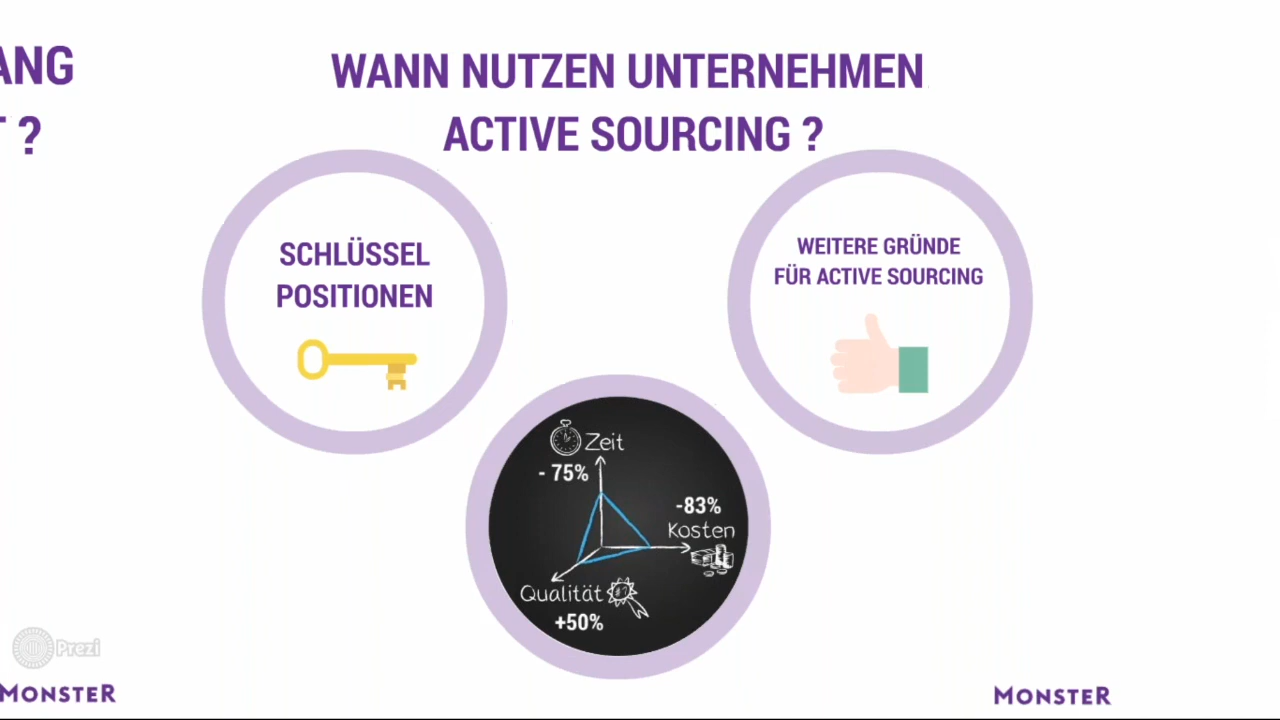 ANG
?
WANN NUTZEN UNTERNEHMEN
ACTIVE SOURCING ?
SCHLÜSSEL
POSITIONEN
WEITERE GRÜNDE
FÜR ACTIVE SOURCING
Zeit
- 75%
-83%
Kosten
Qualität
+50%
Prezi
MONSTER
MONSTER